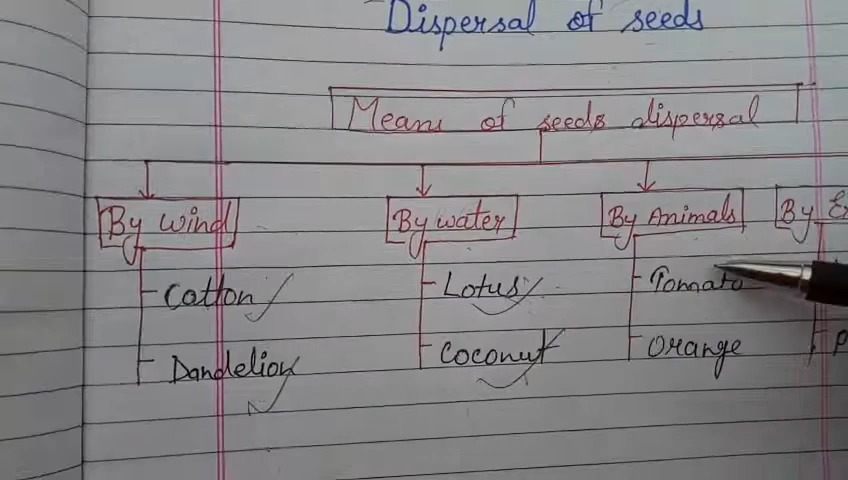 Dispersal of seeds
Means of seeds dispersal
By wind By water By Animals By
Cotton Lotus Tomato
Dandelion Coconut Orange